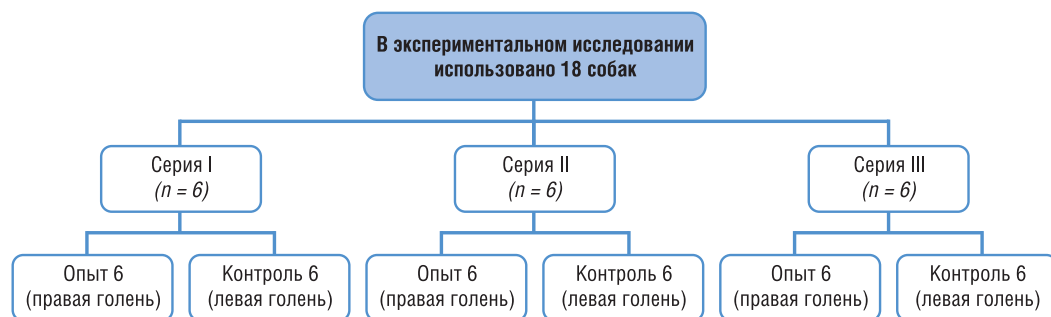 В экспериментальном исследовании
использовано 18 собак
Серия I
(n = 6)
Серия II
(n = 6)
Серия III
(n = 6)
Опыт 6
(правая голень)
Контроль 6
(левая голень)
Опыт 6
(правая голень)
Контроль 6
(левая голень)
Опыт 6
(правая голень)
Контроль 6
(левая голень)